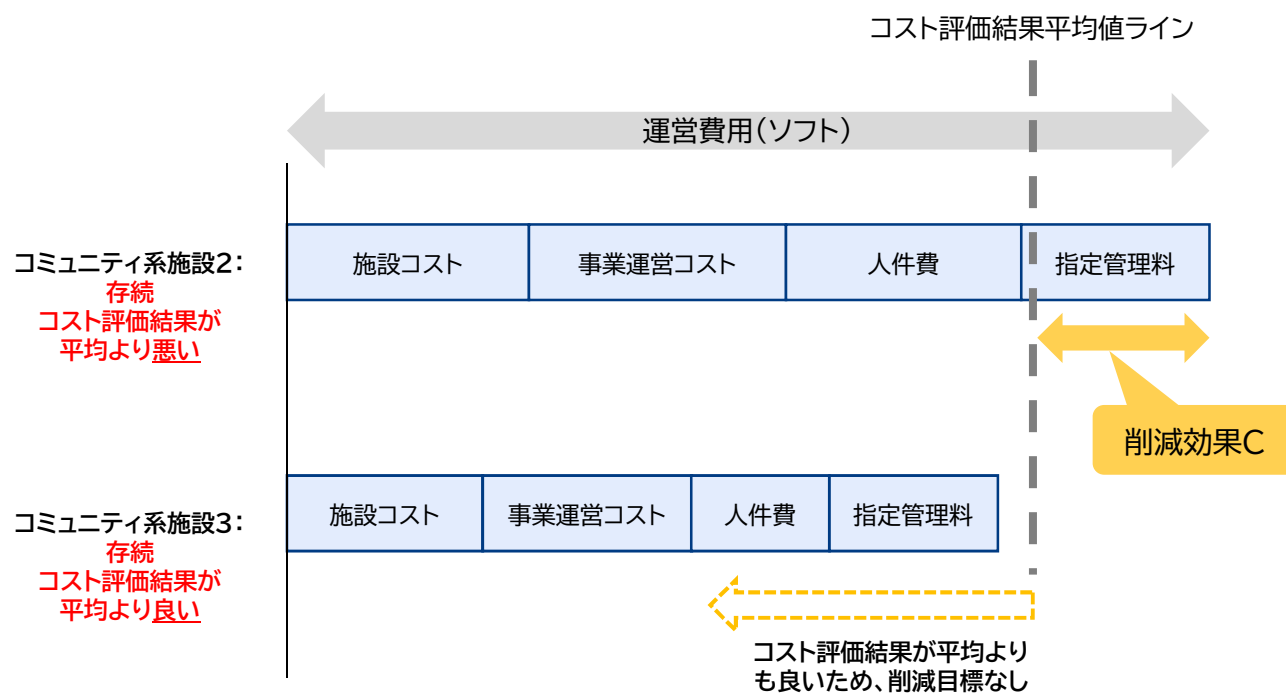 コスト評価結果平均値ライン
運営費用(ソフト)
コミュニティ系施設2:
存続
コスト評価結果が
平均より悪い
施設コスト
事業運営コスト
人件費
指定管理料
削減効果C
コミュニティ系施設3:
存続
コスト評価結果が
平均より良い
施設コスト
事業運営コスト
人件費
指定管理料
コスト評価結果が平均より
も良いため、削減目標なし